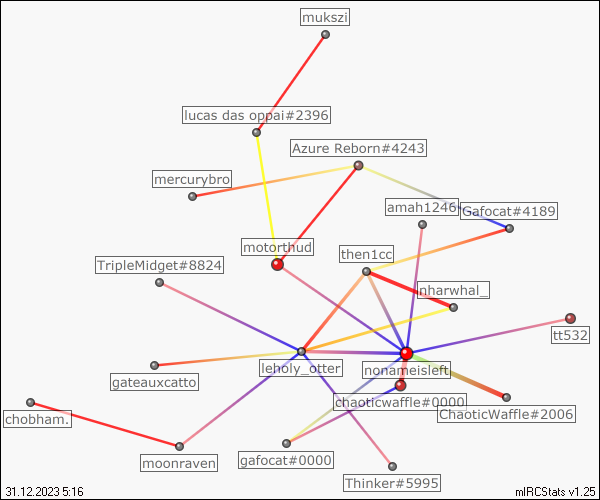 mukszi
lucas das oppai#2396
Azure Reborn#4243
mercurybro
amah1246
Gafocat#4189
motorthud
then1cc
TripleMidget#8824
nharwhal_
tt532
leholy_otter
nonameisleft
gateauxcatto
chaoticwaffle#0000
ChaoticWaffle#2006
chobham.
moonraven
gafocat#0000
Thinker#5995
31.12.2023 5:16
mIRCStats v1.25